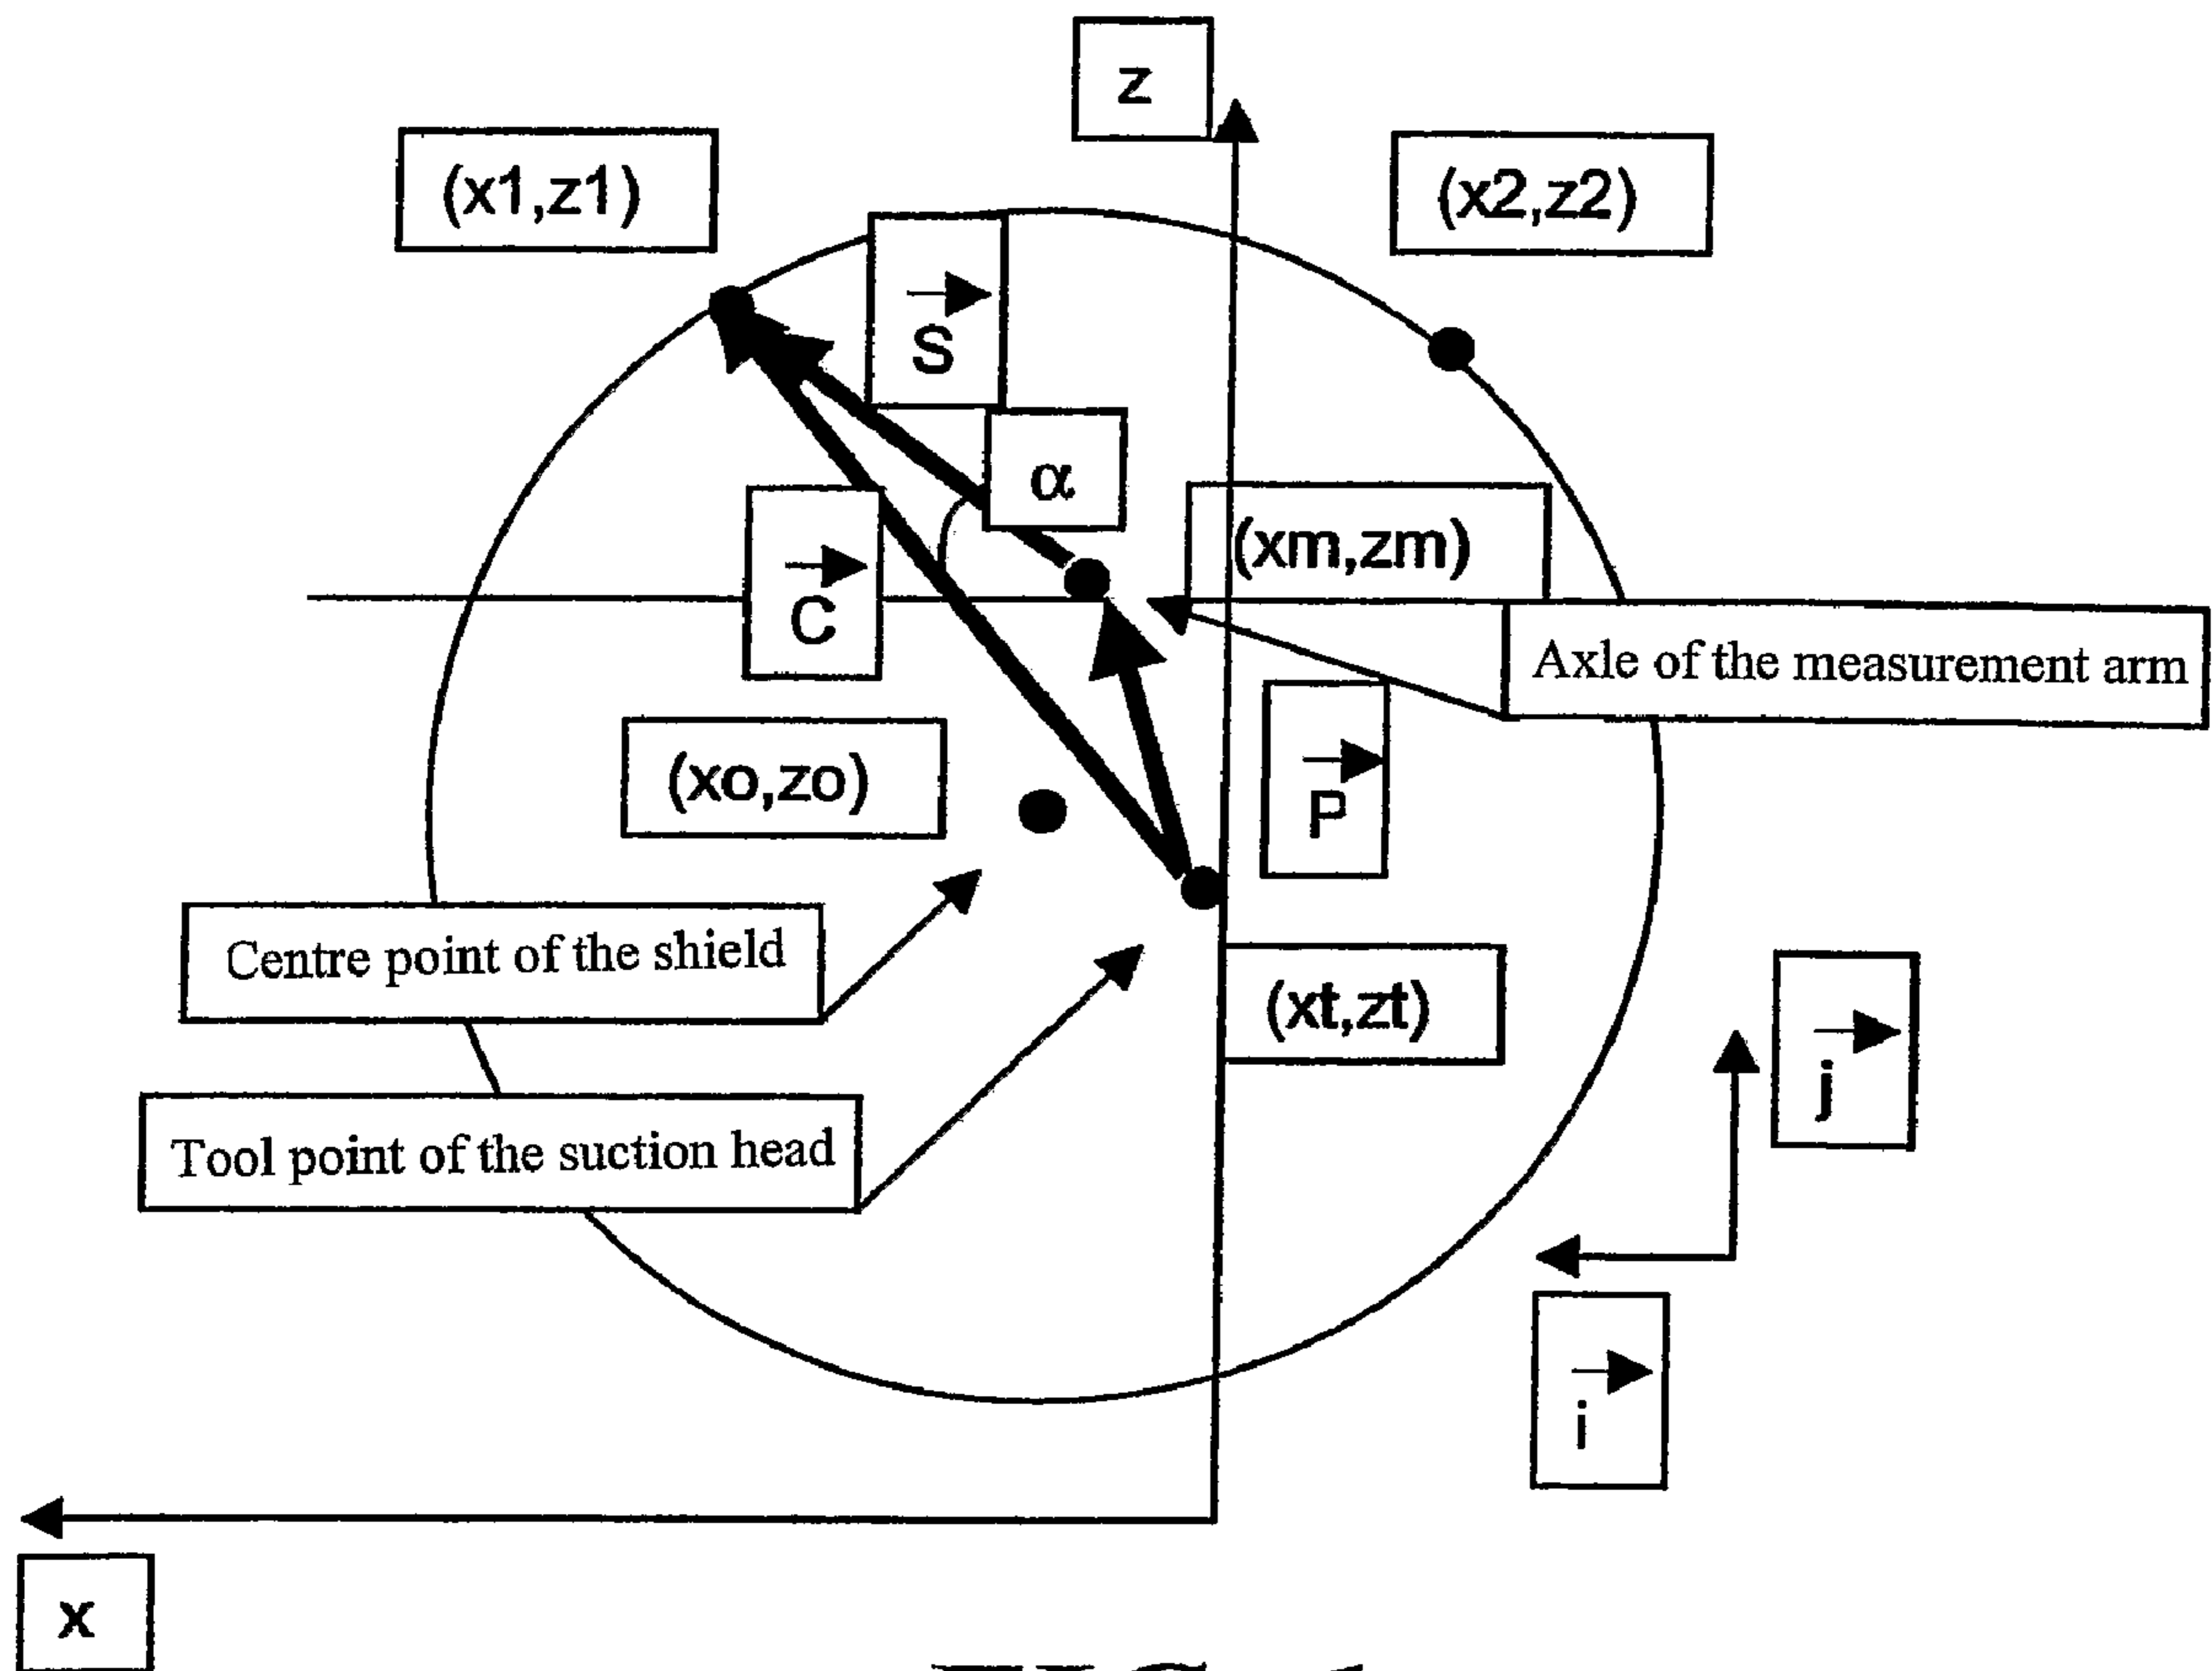 z
(x1,z1)
(x2,z2)
S
α
(xm,zm)
C
Axle of the measurement arm
(xo,zo)
P
Centre point of the shield
(xt,zt)
j
Tool point of the suction head
i
x